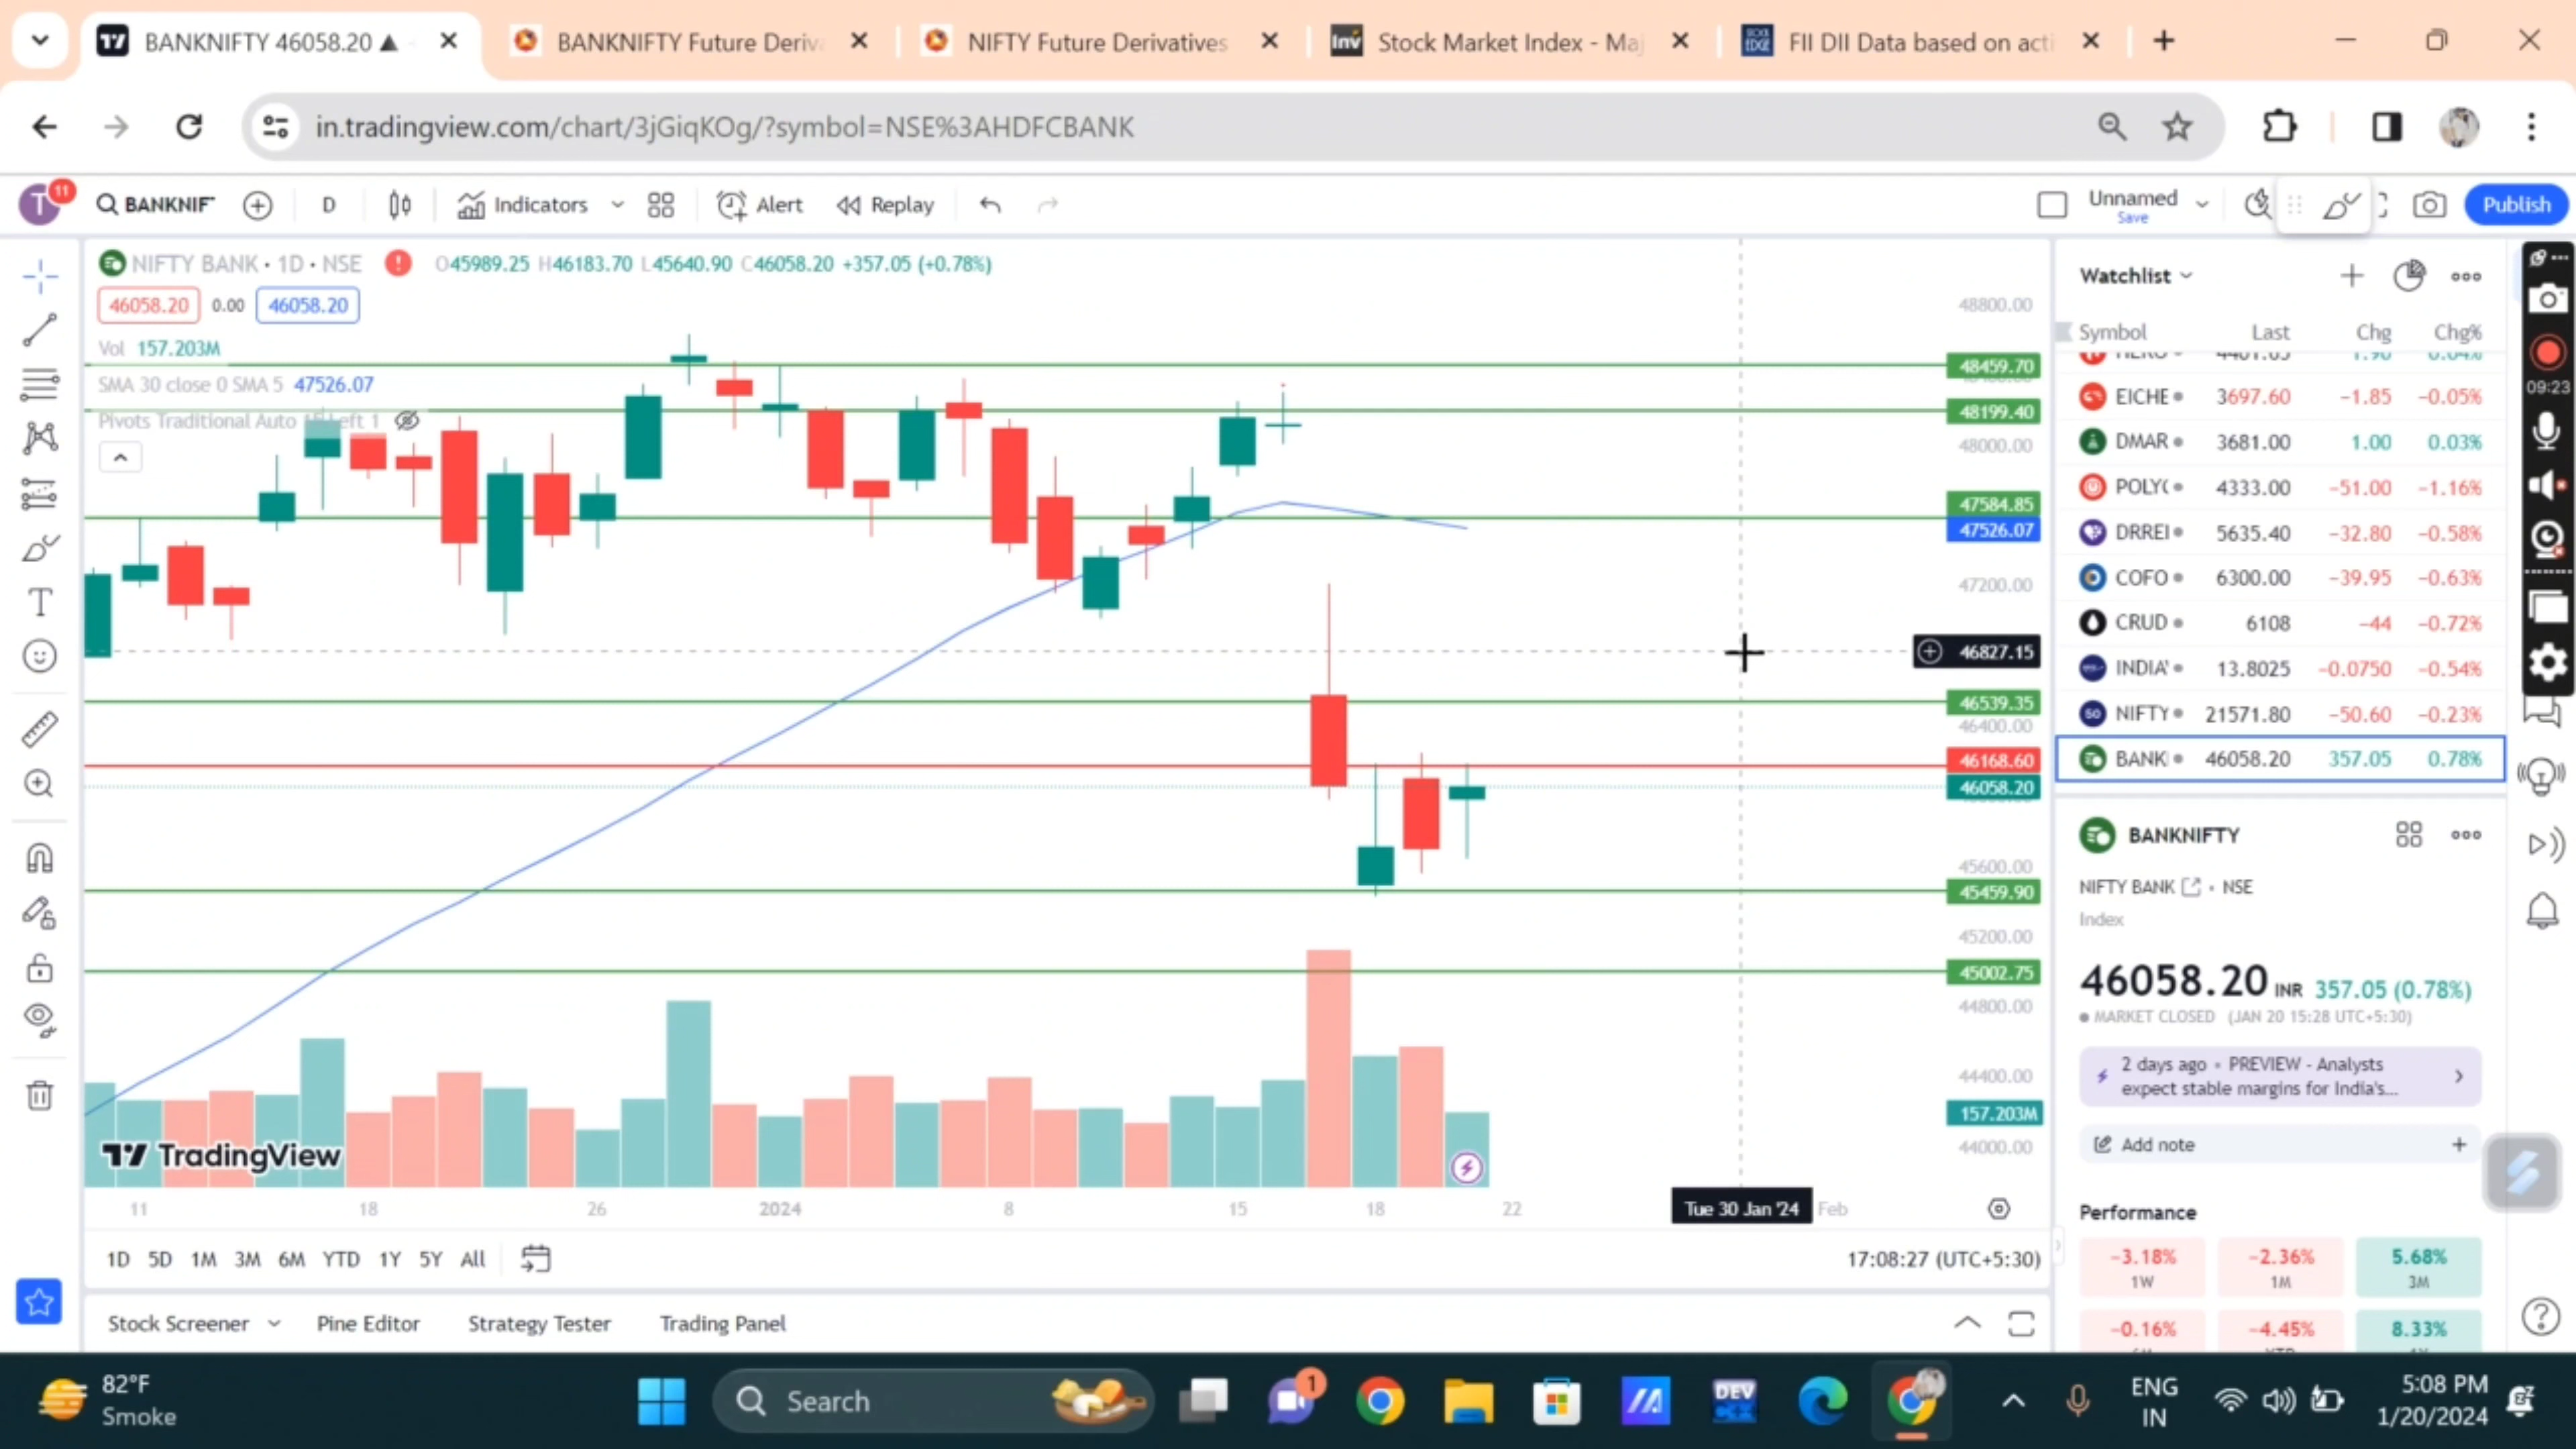 BANKNIFTY 46058.20 ▲
BANKNIFTY Future Deriv
NIFTY Future Derivatives
Stock Market Index - Maj
FII DII Data based on acti
in.tradingview.com/chart/3jGiqKOg/?symbol=NSE%3AHDFCBANK
T 11
BANKNIF
D
Indicators
Alert
Replay
Unnamed
Save
Publish
NIFTY BANK • 1D • NSE
O45989.25 H46183.70 L45640.90 C46058.20 +357.05 (+0.78%)
46058.20 0.00 46058.20
Vol 157.203M
SMA 30 close 0 SMA 5 47526.07
Pivots Traditional Auto
48800.00
48459.70
48199.40
48000.00
47584.85
47526.07
47200.00
46827.15
46539.35
46400.00
46168.60
46058.20
45600.00
45459.90
45200.00
45002.75
44800.00
44400.00
157.203M
44000.00
TradingView
11 18 26 2024 8 15 18 22 Tue 30 Jan '24 Feb
1D 5D 1M 3M 6M YTD 1Y 5Y All
17:08:27 (UTC+5:30)
Stock Screener Pine Editor Strategy Tester Trading Panel
Watchlist
Symbol Last Chg Chg%
EICHE 3697.60 −1.85 −0.05%
DMAR 3681.00 1.00 0.03%
POLY( 4333.00 −51.00 −1.16%
DRREI 5635.40 −32.80 −0.58%
COFO 6300.00 −39.95 −0.63%
CRUD 6108 −44 −0.72%
INDIA' 13.8025 −0.0750 −0.54%
NIFTY 21571.80 −50.60 −0.23%
BANK 46058.20 357.05 0.78%
BANKNIFTY
NIFTY BANK • NSE
Index
46058.20 INR 357.05 (0.78%)
MARKET CLOSED (JAN 20 15:28 UTC+5:30)
2 days ago • PREVIEW - Analysts
expect stable margins for India's...
Add note
Performance
−3.18% −2.36% 5.68%
1W 1M 3M
−0.16% −4.45% 8.33%
09:23
82°F
Smoke
Search
1
DEV
C++
ENG
IN
5:08 PM
1/20/2024